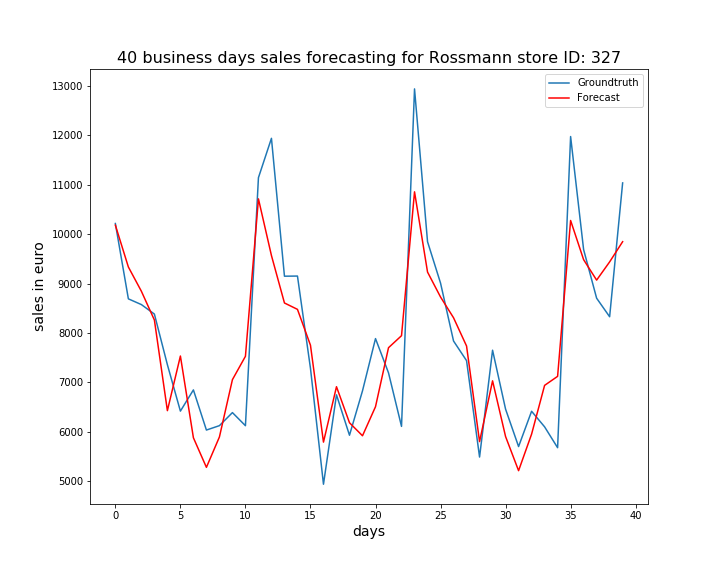 40 business days sales forecasting for Rossmann store ID: 327
Groundtruth
Forecast
13000
12000
11000
10000
9000
8000
7000
6000
5000
sales in euro
0 5 10 15 20 25 30 35 40
days